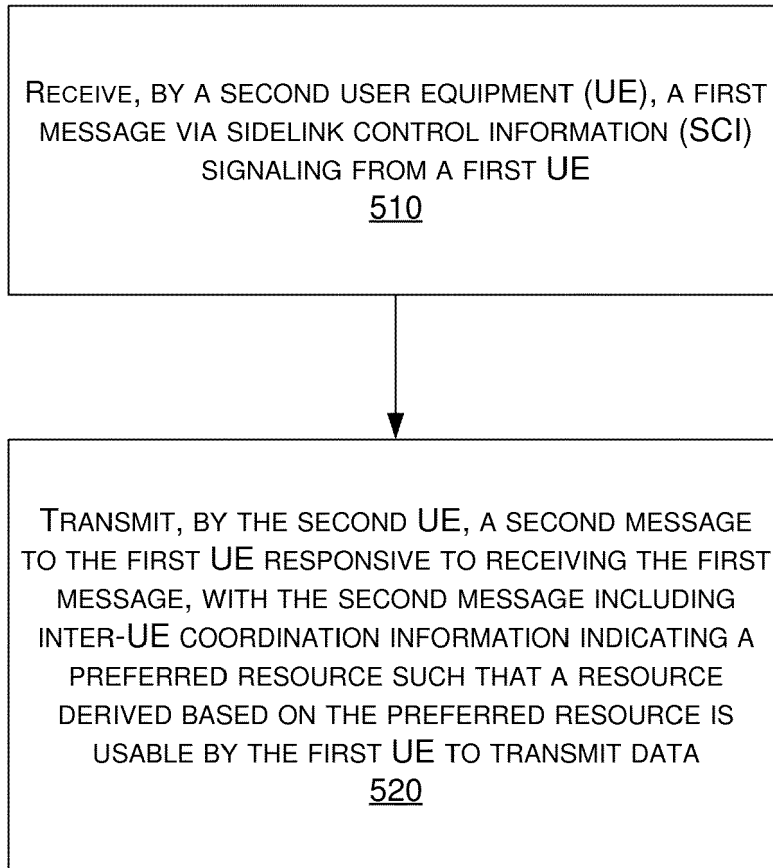 RECEIVE, BY A SECOND USER EQUIPMENT (UE), A FIRST
MESSAGE VIA SIDELINK CONTROL INFORMATION (SCI)
SIGNALING FROM A FIRST UE
510
TRANSMIT, BY THE SECOND UE, A SECOND MESSAGE
TO THE FIRST UE RESPONSIVE TO RECEIVING THE FIRST
MESSAGE, WITH THE SECOND MESSAGE INCLUDING
INTER-UE COORDINATION INFORMATION INDICATING A
PREFERRED RESOURCE SUCH THAT A RESOURCE
DERIVED BASED ON THE PREFERRED RESOURCE IS
USABLE BY THE FIRST UE TO TRANSMIT DATA
520